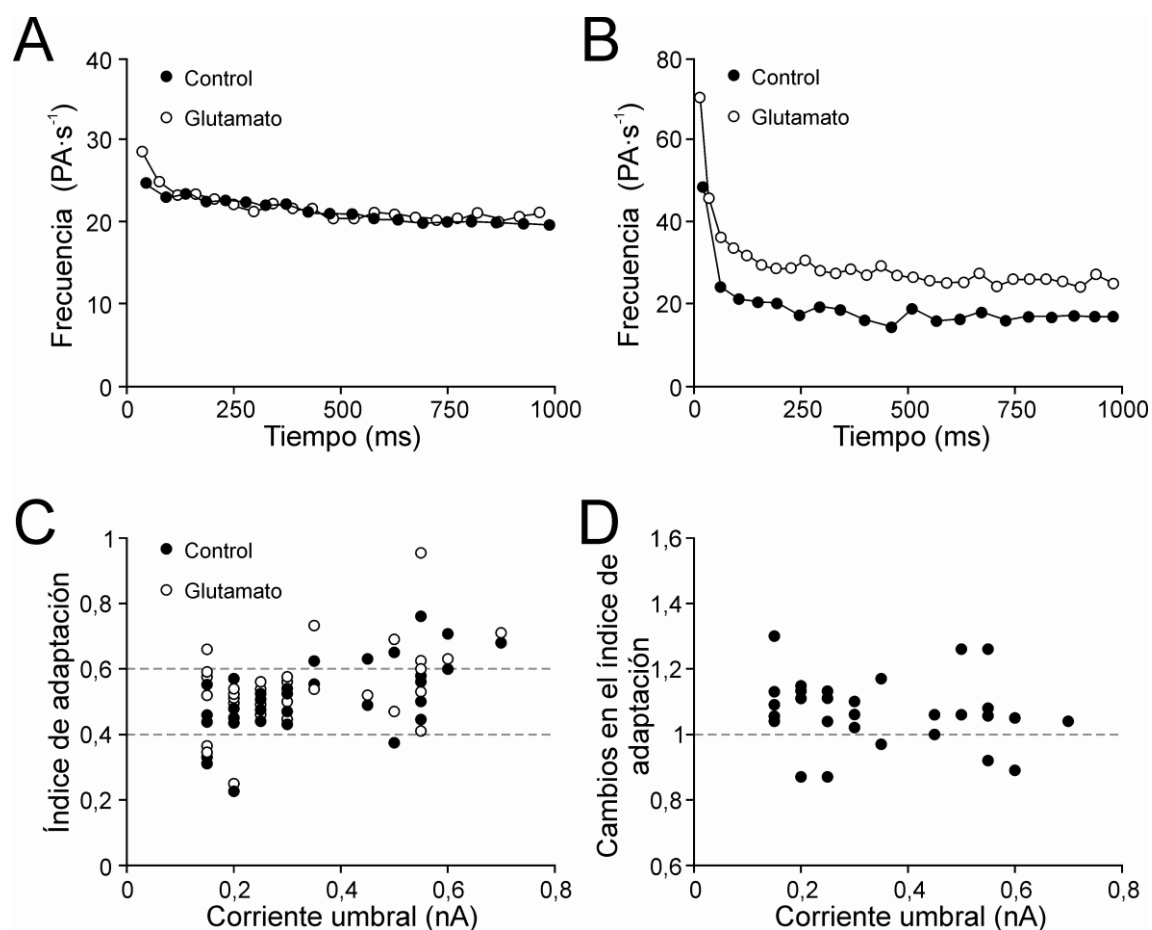 A
Frecuencia (PA·s⁻¹)
40
30
20
10
0
Control
Glutamato
0 250 500 750 1000
Tiempo (ms)
B
Frecuencia (PA·s⁻¹)
80
60
40
20
0
Control
Glutamato
0 250 500 750 1000
Tiempo (ms)
C
Índice de adaptación
1
0,8
0,6
0,4
0,2
0
Control
Glutamato
0 0,2 0,4 0,6 0,8
Corriente umbral (nA)
D
Cambios en el índice de
adaptación
1,6
1,4
1,2
1
0,8
0,6
0 0,2 0,4 0,6 0,8
Corriente umbral (nA)